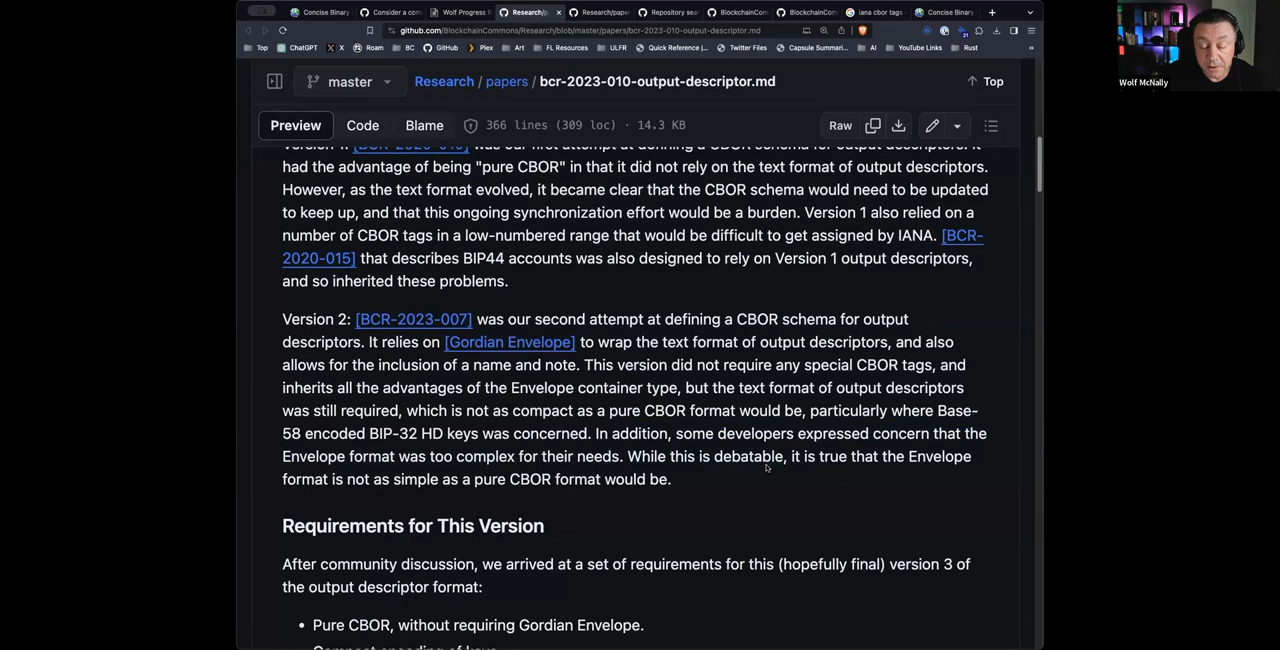 Concise Binary
Consider a com
Wolf Progress R
Research/p
Research/pape
Repository sear
BlockchainCom
BlockchainCom
iana cbor tags -
Concise Binary
github.com/BlockchainCommons/Research/blob/master/papers/bcr-2023-010-output-descriptor.md
Top ChatGPT X Roam BC GitHub Plex Art FL Resources ULFR Quick Reference |... Twitter Files Capsule Summari... AI YouTube Links Rust
master Research / papers / bcr-2023-010-output-descriptor.md Top
Preview Code Blame 366 lines (309 loc) · 14.3 KB Raw
was our first attempt at defining a CBOR schema for output descriptors. It
had the advantage of being "pure CBOR" in that it did not rely on the text format of output descriptors.
However, as the text format evolved, it became clear that the CBOR schema would need to be updated
to keep up, and that this ongoing synchronization effort would be a burden. Version 1 also relied on a
number of CBOR tags in a low-numbered range that would be difficult to get assigned by IANA. [BCR-
2020-015] that describes BIP44 accounts was also designed to rely on Version 1 output descriptors,
and so inherited these problems.
Version 2: [BCR-2023-007] was our second attempt at defining a CBOR schema for output
descriptors. It relies on [Gordian Envelope] to wrap the text format of output descriptors, and also
allows for the inclusion of a name and note. This version did not require any special CBOR tags, and
inherits all the advantages of the Envelope container type, but the text format of output descriptors
was still required, which is not as compact as a pure CBOR format would be, particularly where Base-
58 encoded BIP-32 HD keys was concerned. In addition, some developers expressed concern that the
Envelope format was too complex for their needs. While this is debatable, it is true that the Envelope
format is not as simple as a pure CBOR format would be.
Requirements for This Version
After community discussion, we arrived at a set of requirements for this (hopefully final) version 3 of
the output descriptor format:
• Pure CBOR, without requiring Gordian Envelope.
Wolf McNally